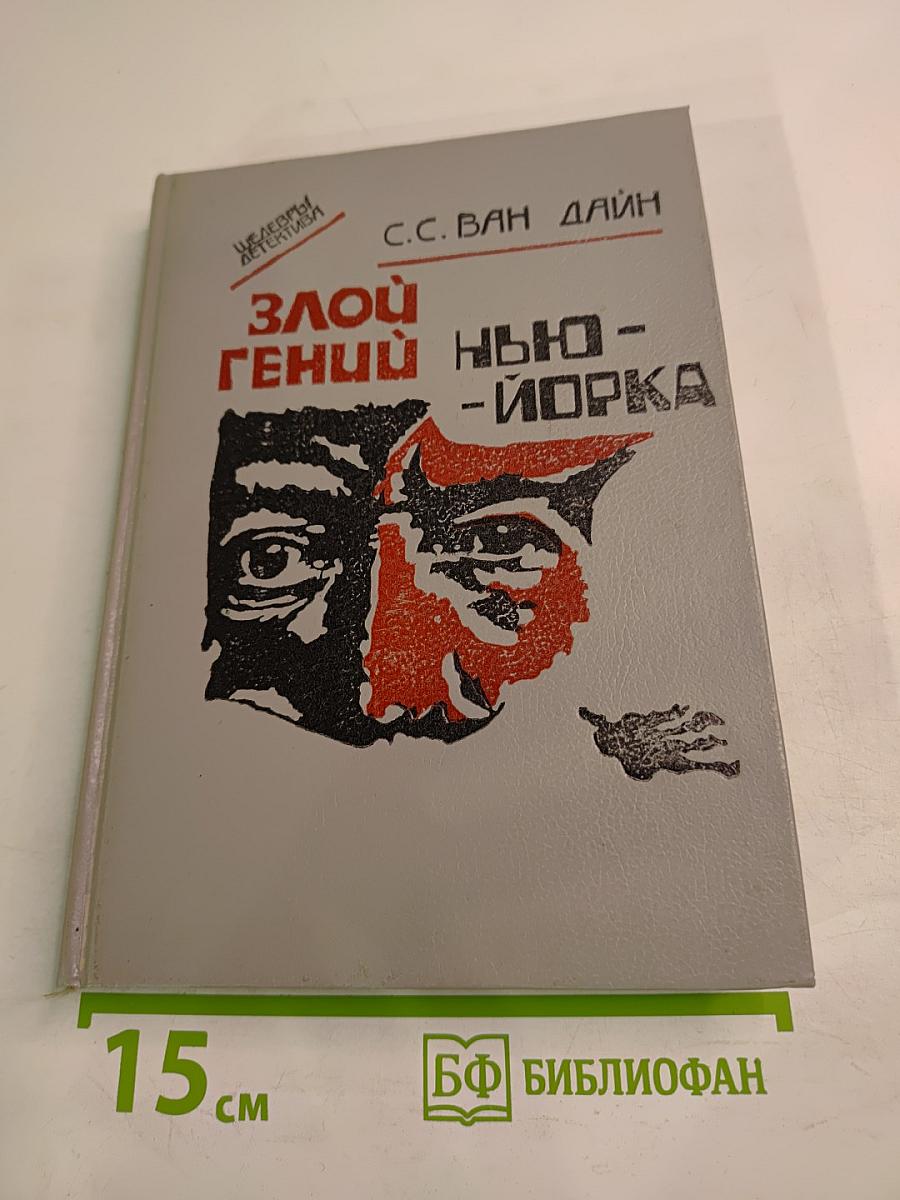 ШЕДЕВРЫ
ДЕТЕКТИВА
С.С. ВАН ДАЙН
ЗЛОЙ
ГЕНИЙ
НЬЮ-
-ЙОРКА
15 см
БФ БИБЛИОФАН